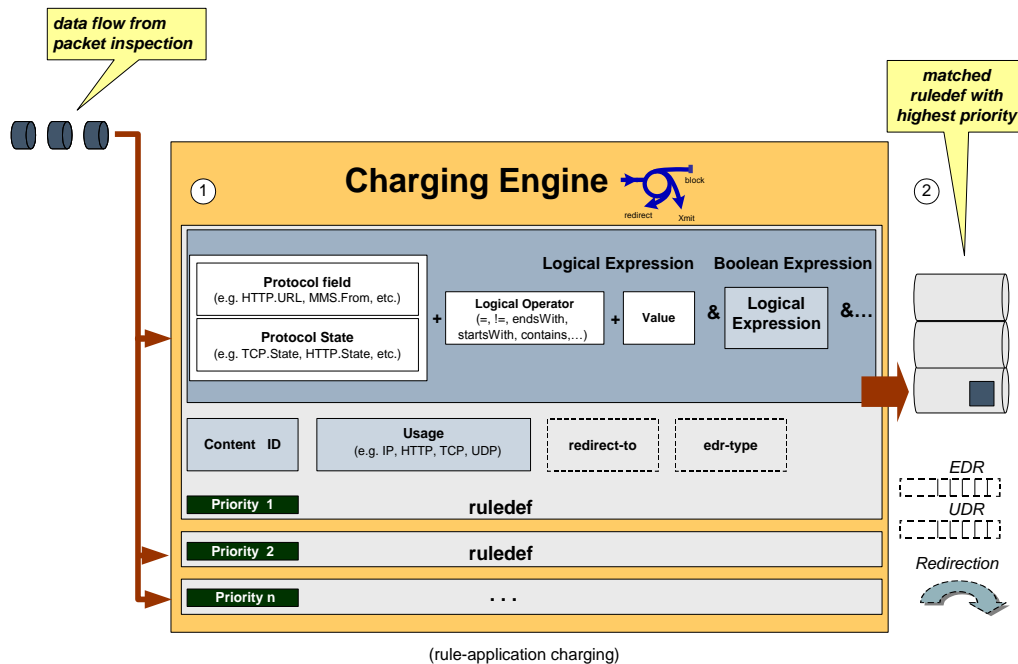 data flow from
packet inspection
matched
ruledef with
highest priority
1
Charging Engine
block
redirect
Xmit
2
Logical Expression
Boolean Expression
Protocol field
(e.g. HTTP.URL, MMS.From, etc.)
Protocol State
(e.g. TCP.State, HTTP.State, etc.)
+
Logical Operator
(=, !=, endsWith,
startsWith, contains,…)
+
Value
&
Logical
Expression
&…
Content ID
Usage
(e.g. IP, HTTP, TCP, UDP)
redirect-to
edr-type
Priority 1
ruledef
Priority 2
ruledef
Priority n
. . .
EDR
UDR
Redirection
(rule-application charging)